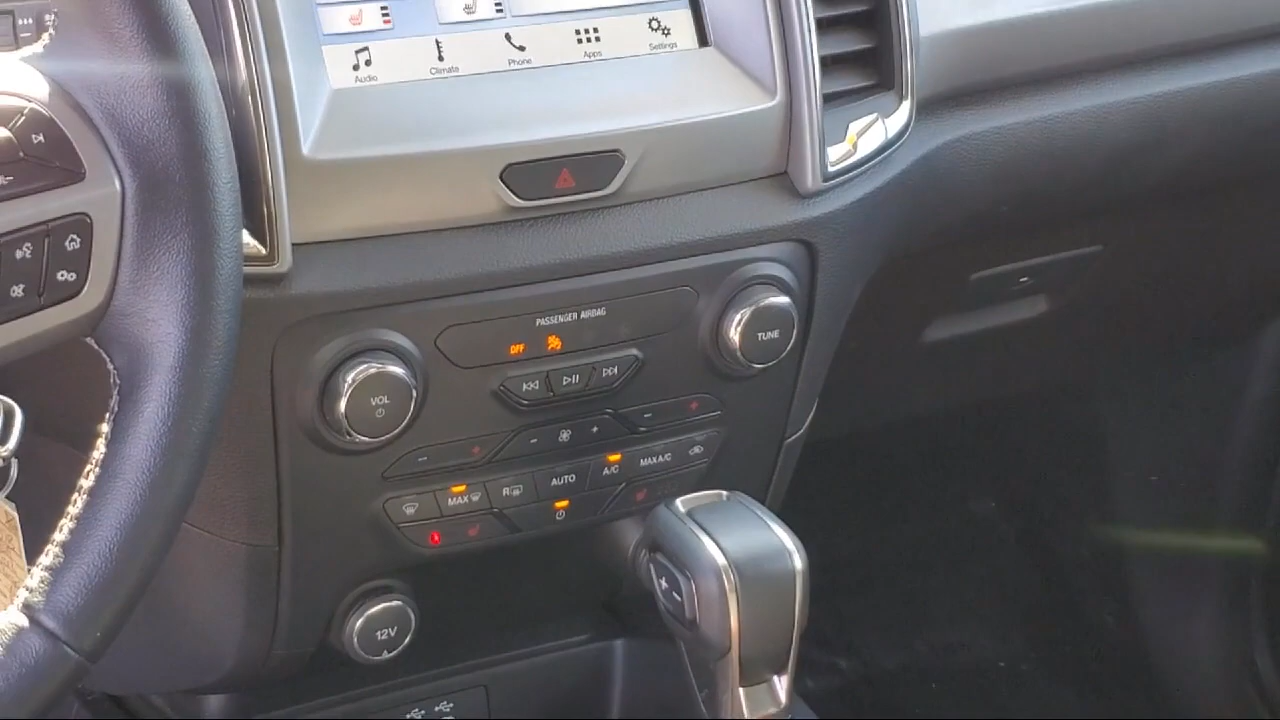 Audio
Climate
Phone
Apps
Settings
PASSENGER AIRBAG
OFF
TUNE
VOL
- +
- +
- +
AUTO
A/C
MAX A/C
MAX
R
12V
+ -